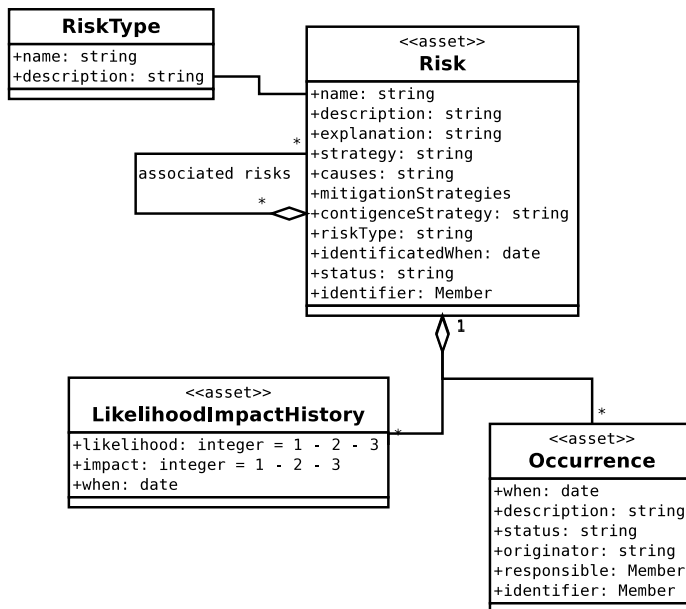 RiskType
+name: string
+description: string
<<asset>>
Risk
+name: string
+description: string
+explanation: string
+strategy: string
+causes: string
+mitigationStrategies
+contigenceStrategy: string
+riskType: string
+identificatedWhen: date
+status: string
+identifier: Member
*
associated risks
*
1
<<asset>>
LikelihoodImpactHistory
+likelihood: integer = 1 - 2 - 3
+impact: integer = 1 - 2 - 3
+when: date
*
*
<<asset>>
Occurrence
+when: date
+description: string
+status: string
+originator: string
+responsible: Member
+identifier: Member